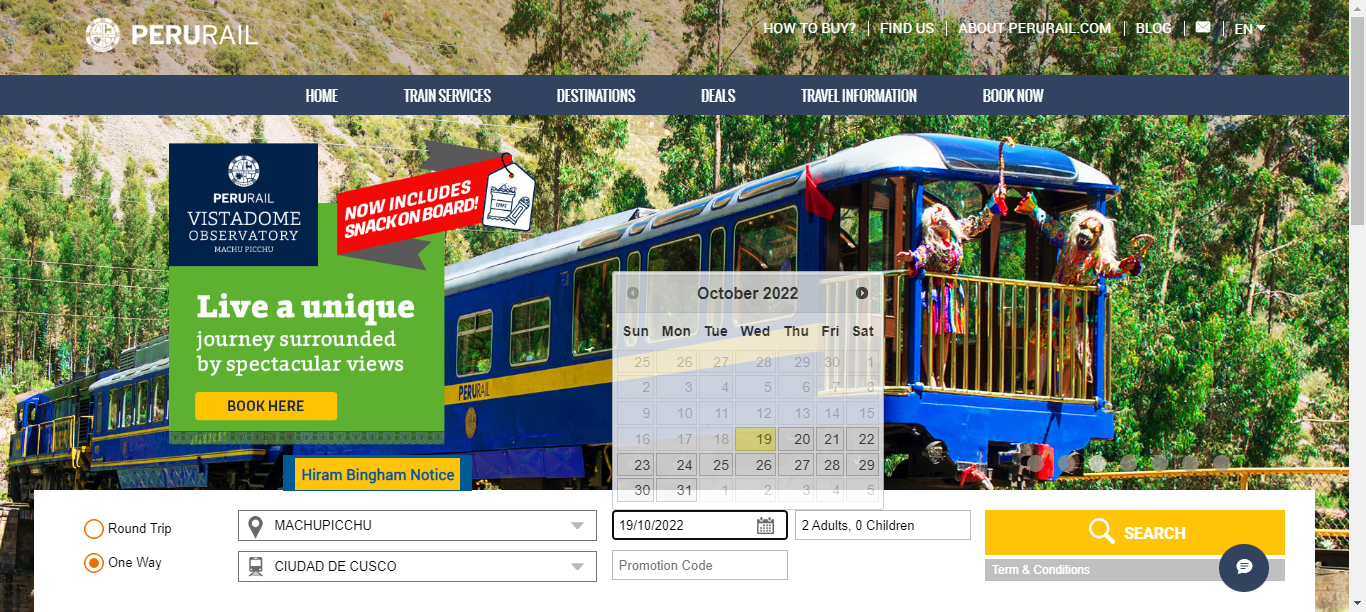 PERURAIL
HOW TO BUY?
FIND US
ABOUT PERURAIL.COM
BLOG
EN
HOME
TRAIN SERVICES
DESTINATIONS
DEALS
TRAVEL INFORMATION
BOOK NOW
PERURAIL
VISTADOME
OBSERVATORY
MACHU PICCHU
NOW INCLUDES
SNACK ON BOARD!
Live a unique
journey surrounded
by spectacular views
BOOK HERE
PERURAIL
Hiram Bingham Notice
October 2022
Sun Mon Tue Wed Thu Fri Sat
25 26 27 28 29 30 1
2 3 4 5 6 7 8
9 10 11 12 13 14 15
16 17 18 19 20 21 22
23 24 25 26 27 28 29
30 31 1 2 3 4 5
Round Trip
One Way
MACHUPICCHU
CIUDAD DE CUSCO
19/10/2022
Promotion Code
2 Adults, 0 Children
SEARCH
Term & Conditions